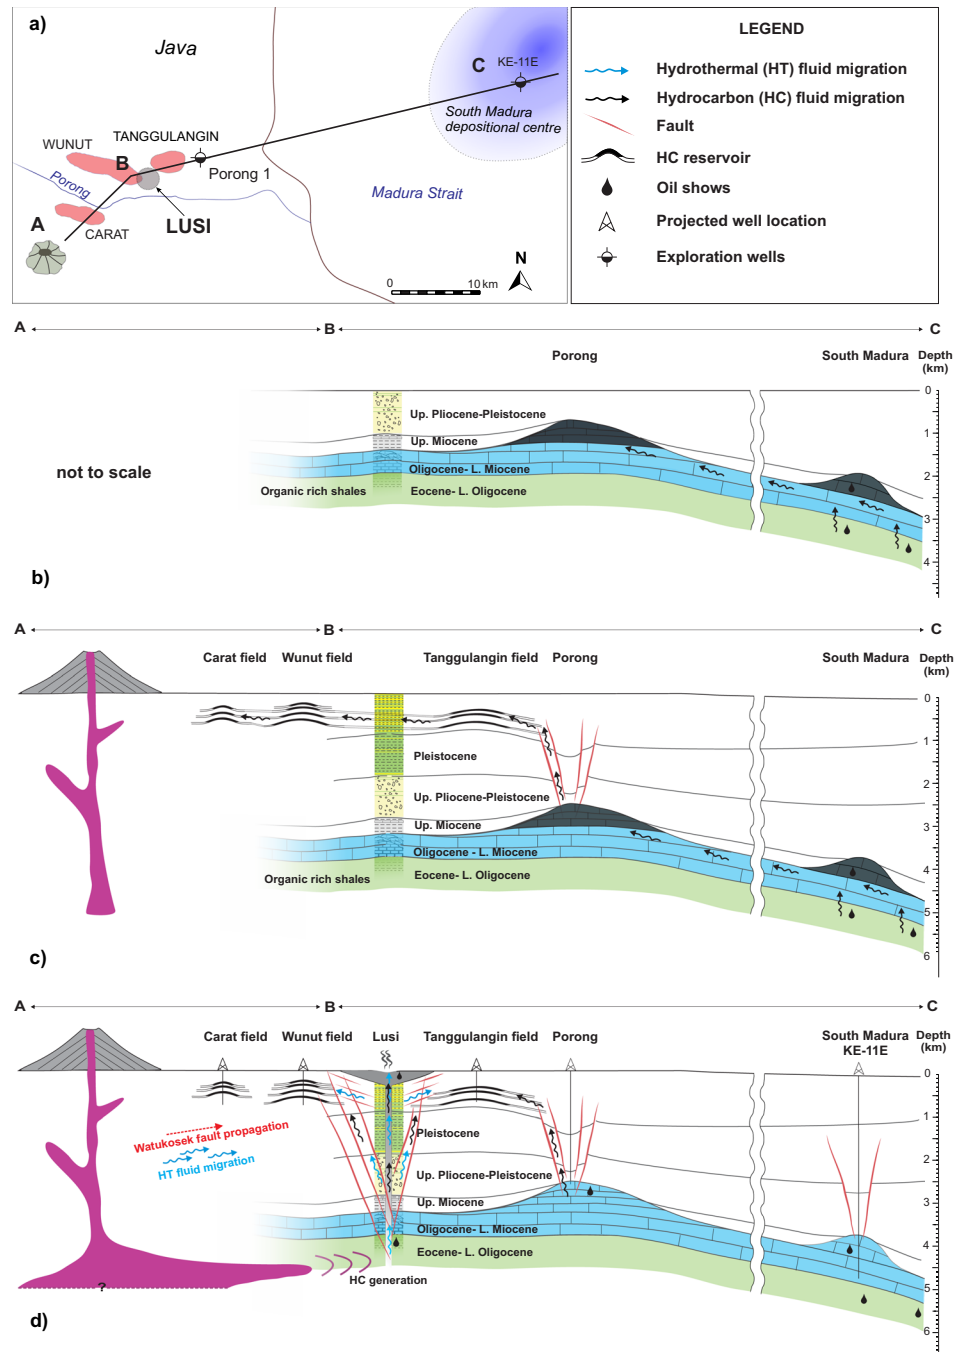 a)
Java
C
KE-11E
South Madura
depositional centre
TANGGULANGIN
WUNUT
B
Porong 1
Porong
Madura Strait
LUSI
A
CARAT
N
0
10 km
LEGEND
Hydrothermal (HT) fluid migration
Hydrocarbon (HC) fluid migration
Fault
HC reservoir
Oil shows
Projected well location
Exploration wells
A
B
C
Porong
South Madura
Depth
(km)
0
Up. Pliocene-Pleistocene
1
Up. Miocene
not to scale
Oligocene- L. Miocene
2
Organic rich shales
Eocene- L. Oligocene
3
4
b)
A
B
C
Carat field
Wunut field
Tanggulangin field
Porong
South Madura
Depth
(km)
0
1
Pleistocene
2
Up. Pliocene-Pleistocene
Up. Miocene
3
Oligocene - L. Miocene
Organic rich shales
Eocene- L. Oligocene
4
5
6
c)
A
B
C
Carat field
Wunut field
Lusi
Tanggulangin field
Porong
South Madura
KE-11E
Depth
(km)
0
1
Watukosek fault propagation
Pleistocene
HT fluid migration
2
Up. Pliocene-Pleistocene
Up. Miocene
3
Oligocene- L. Miocene
Eocene- L. Oligocene
4
HC generation
?
5
d)
6